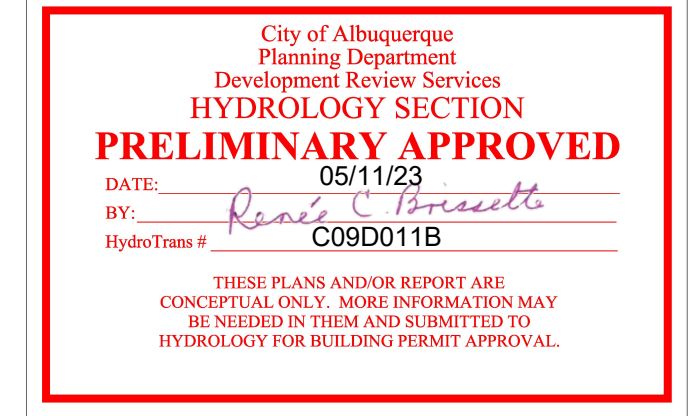 City of Albuquerque
Planning Department
Development Review Services
HYDROLOGY SECTION
PRELIMINARY APPROVED
DATE: 05/11/23
BY: Renée C. Brissette
HydroTrans # C09D011B
THESE PLANS AND/OR REPORT ARE
CONCEPTUAL ONLY. MORE INFORMATION MAY
BE NEEDED IN THEM AND SUBMITTED TO
HYDROLOGY FOR BUILDING PERMIT APPROVAL.